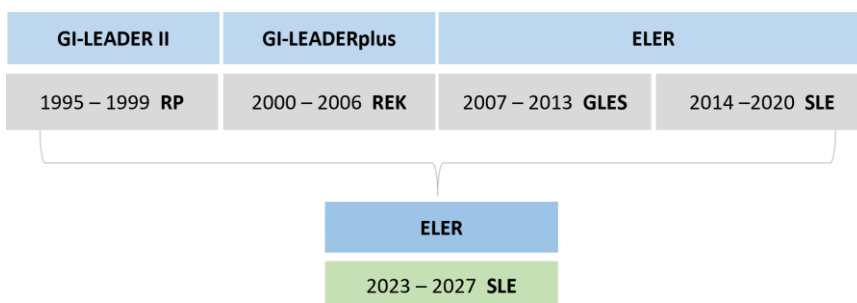 GI-LEADER II GI-LEADERplus ELER
1995 – 1999 RP 2000 – 2006 REK 2007 – 2013 GLES 2014 –2020 SLE
ELER
2023 – 2027 SLE